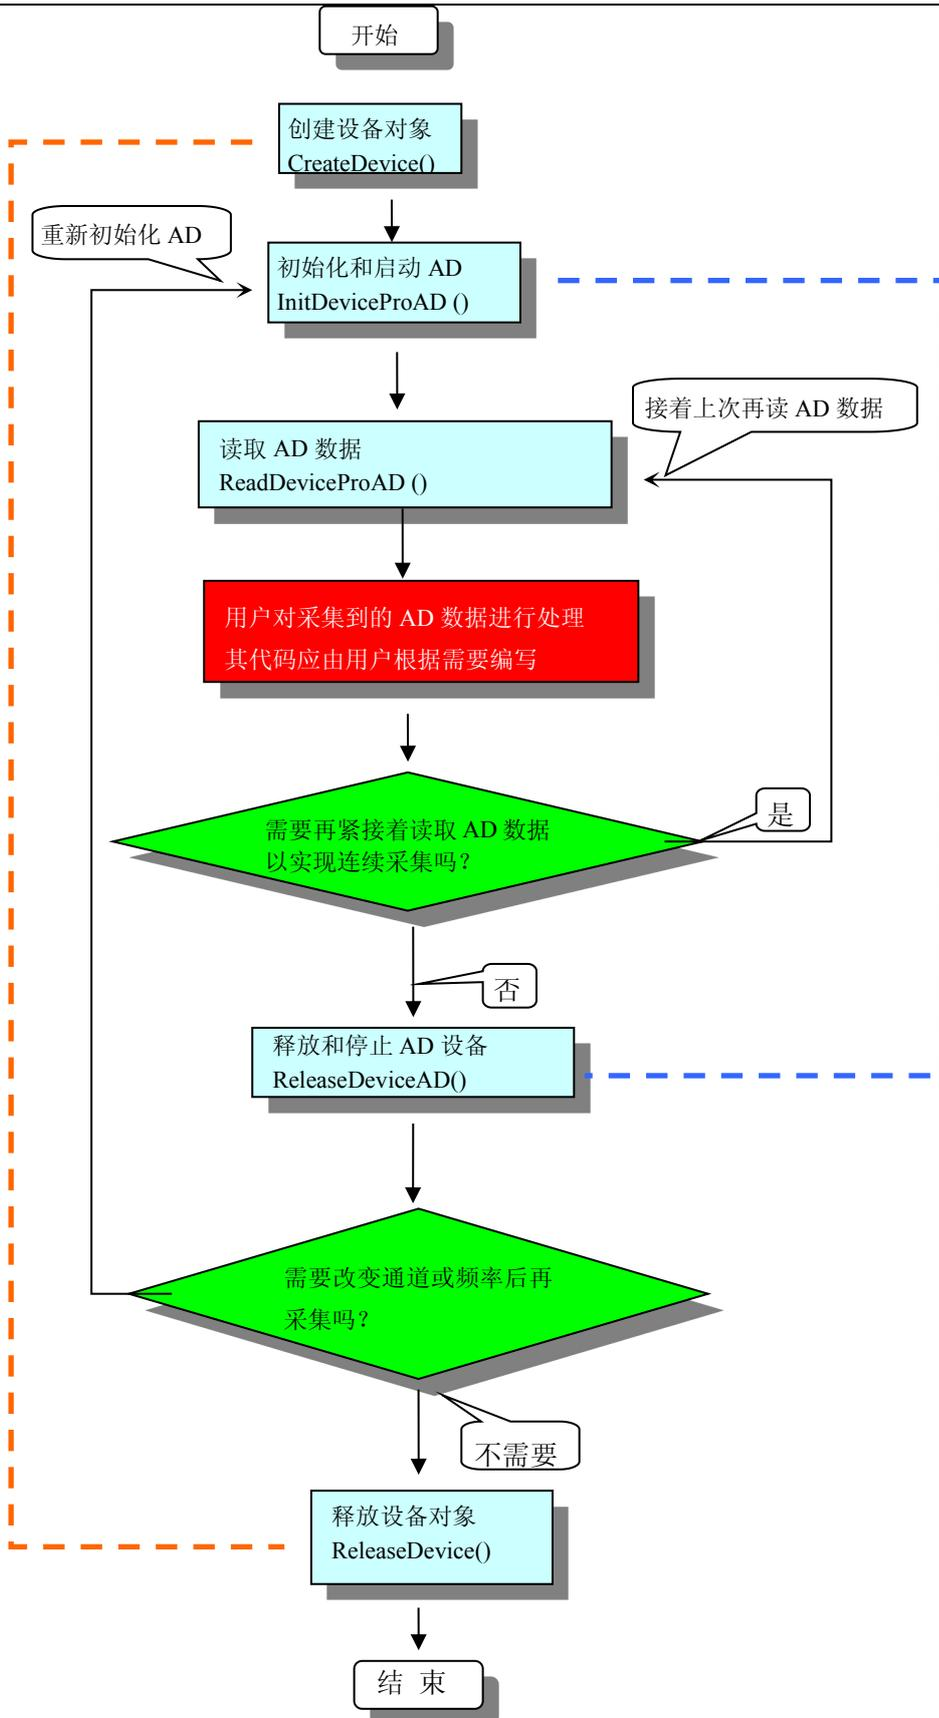 开始
创建设备对象
CreateDevice()
重新初始化 AD
初始化和启动 AD
InitDeviceProAD ()
接着上次再读 AD 数据
读取 AD 数据
ReadDeviceProAD ()
用户对采集到的 AD 数据进行处理
其代码应由用户根据需要编写
需要再紧接着读取 AD 数据
以实现连续采集吗？
是
否
释放和停止 AD 设备
ReleaseDeviceAD()
需要改变通道或频率后再
采集吗？
不需要
释放设备对象
ReleaseDevice()
结 束